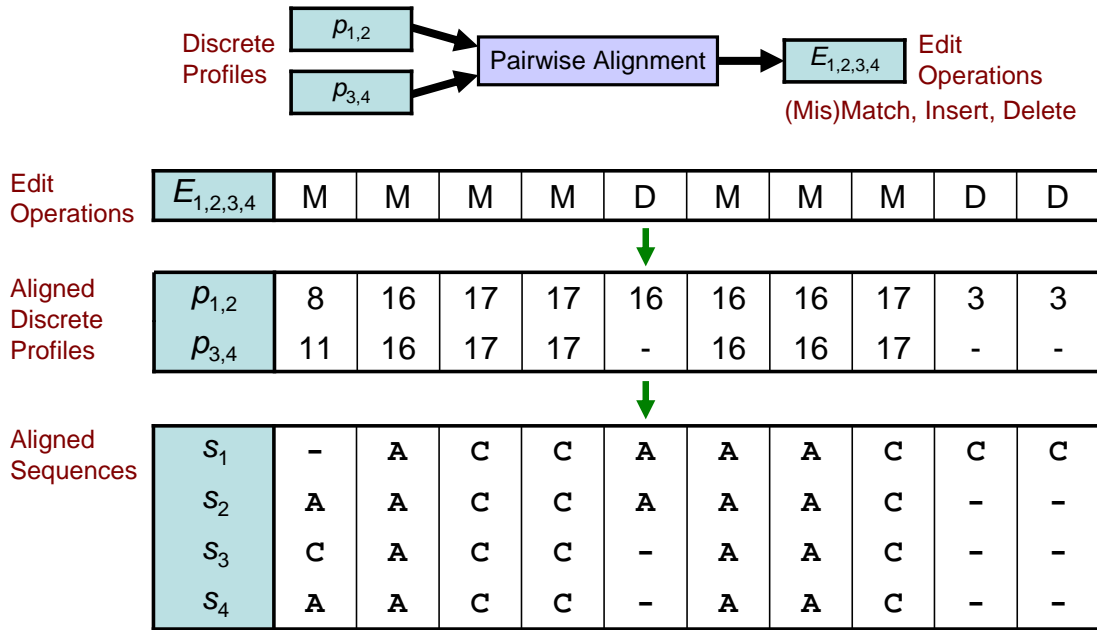 Discrete
Profiles
p1,2
p3,4
Pairwise Alignment
E1,2,3,4
Edit
Operations
(Mis)Match, Insert, Delete
Edit
Operations
E1,2,3,4 M M M M D M M M D D
Aligned
Discrete
Profiles
p1,2 8 16 17 17 16 16 16 17 3 3
p3,4 11 16 17 17 - 16 16 17 - -
Aligned
Sequences
s1 - A C C A A A C C C
s2 A A C C A A A C - -
s3 C A C C - A A C - -
s4 A A C C - A A C - -